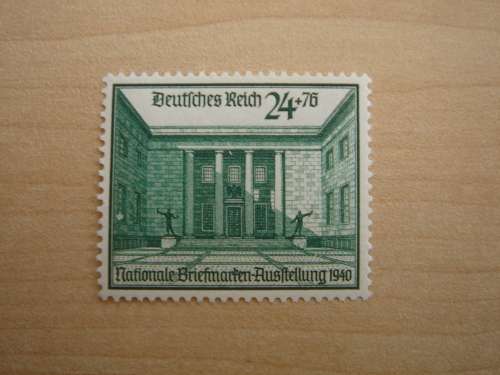 Deutsches Reich 24+76
Nationale Briefmarken-Ausstellung 1940